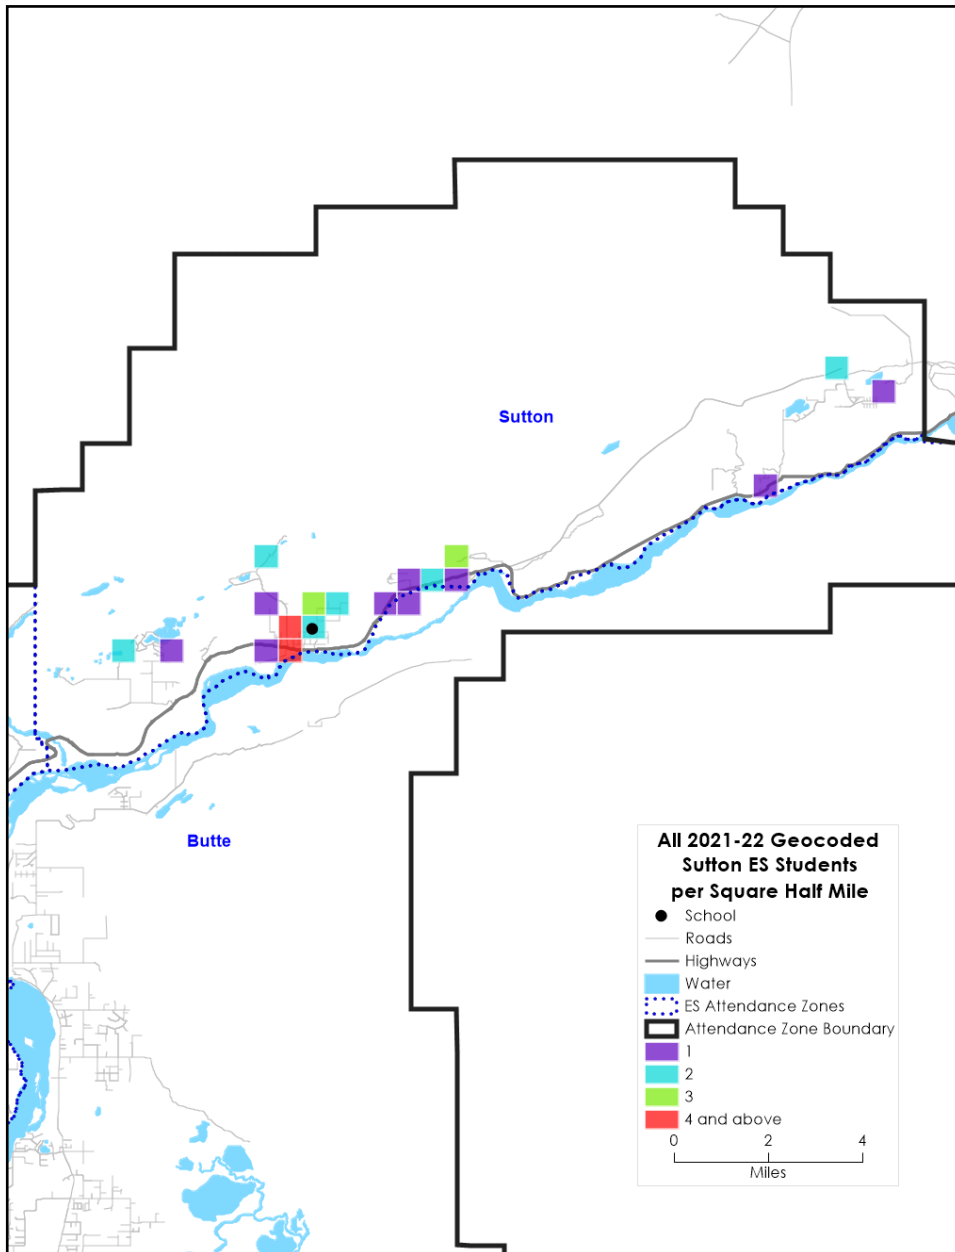 Sutton
Butte
All 2021-22 Geocoded
Sutton ES Students
per Square Half Mile
School
Roads
Highways
Water
ES Attendance Zones
Attendance Zone Boundary
1
2
3
4 and above
0 2 4
Miles